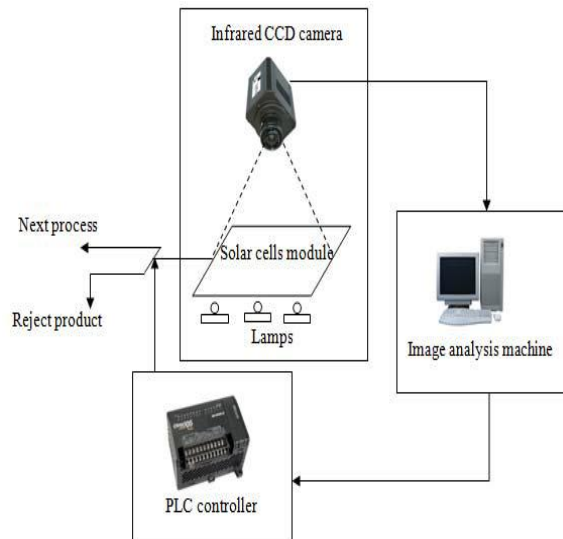 Infrared CCD camera
Next process
Solar cells module
Reject product
Lamps
Image analysis machine
PLC controller